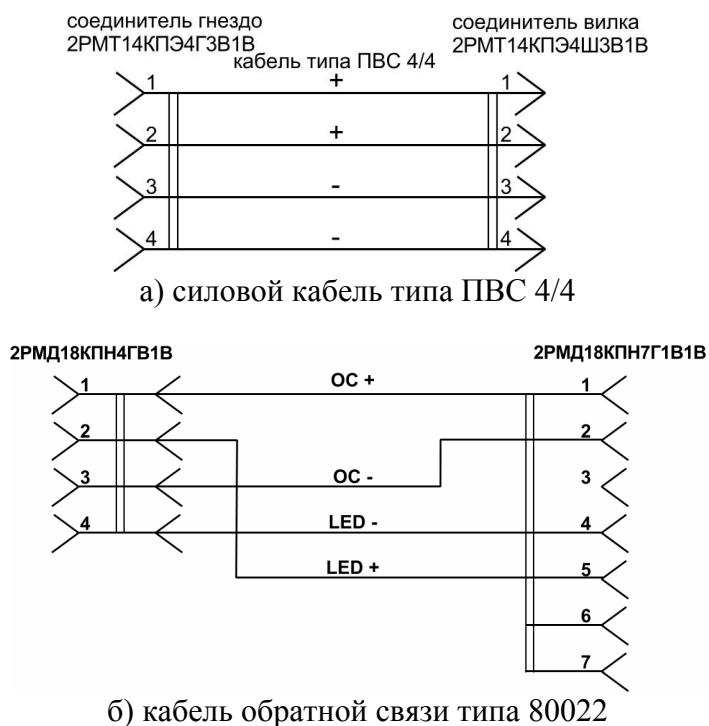 соединитель гнездо
2РМТ14КПЭ4Г3В1В
соединитель вилка
2РМТ14КПЭ4Ш3В1В
кабель типа ПВС 4/4
1 + 1
2 + 2
3 - 3
4 - 4
а) силовой кабель типа ПВС 4/4
2РМД18КПН4ГВ1В 2РМД18КПН7Г1В1В
1 ОС + 1
2 2
3 ОС - 3
4 LED - 4
LED + 5
6
7
б) кабель обратной связи типа 80022